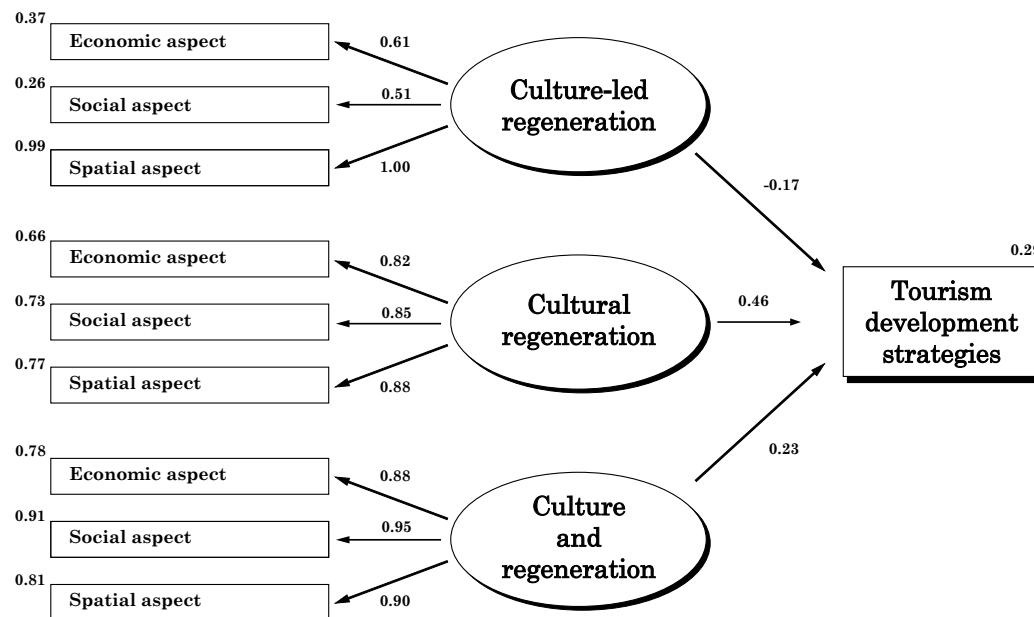 0.37
Economic aspect
0.61
0.26
Social aspect
0.51
0.99
Spatial aspect
1.00
Culture-led
regeneration
-0.17
0.66
Economic aspect
0.82
0.73
Social aspect
0.85
0.77
Spatial aspect
0.88
Cultural
regeneration
0.46
Tourism
development
strategies
0.78
Economic aspect
0.88
0.91
Social aspect
0.95
0.81
Spatial aspect
0.90
Culture
and
regeneration
0.23